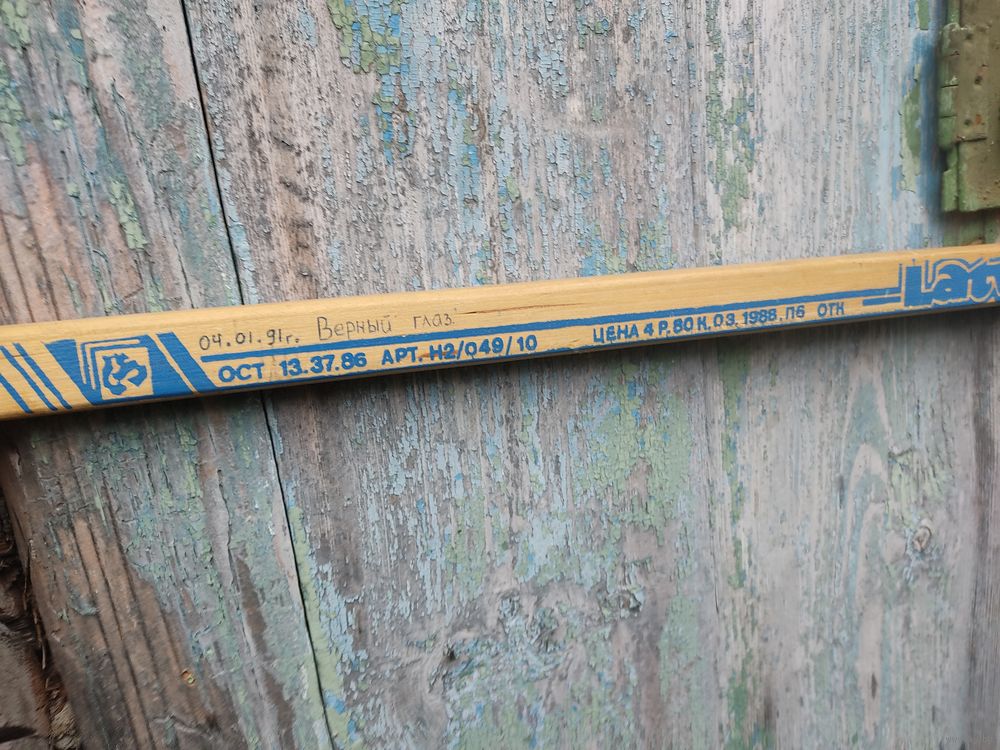 04.01.91г. Верный глаз
ОСТ 13.37.86 АРТ. Н2/049/10 ЦЕНА 4 Р. 80 К. 03.1988. П6 ОТК